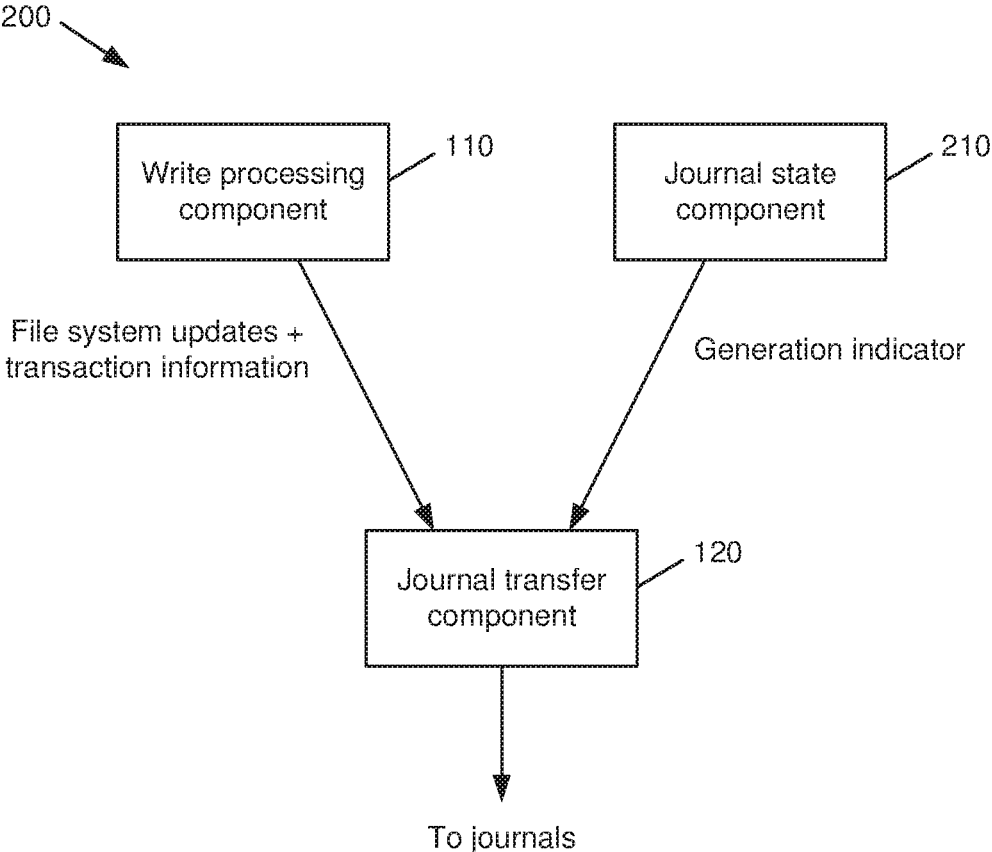 200
110
210
Write processing
component
Journal state
component
File system updates +
transaction information
Generation indicator
120
Journal transfer
component
To journals